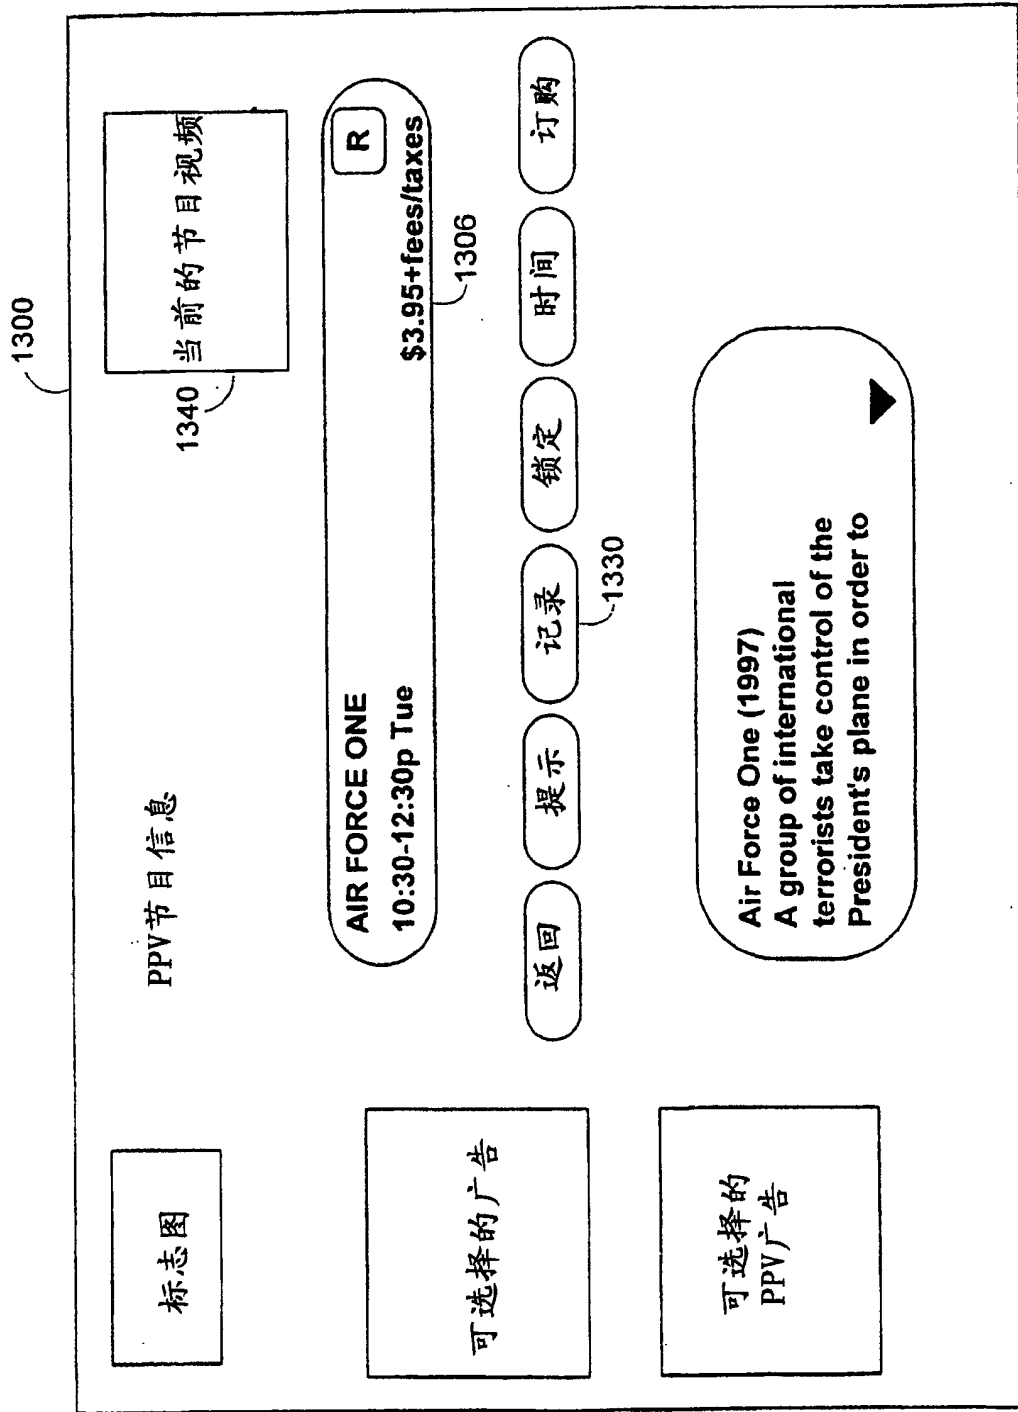 1300
标志图
PPV节目信息
1340
当前的节目视频
AIR FORCE ONE
R
10:30-12:30p Tue
$3.95+fees/taxes
1306
可选择的广告
返回
提示
记录
锁定
时间
订购
1330
可选择的
PPV广告
Air Force One (1997)
A group of international
terrorists take control of the
President's plane in order to